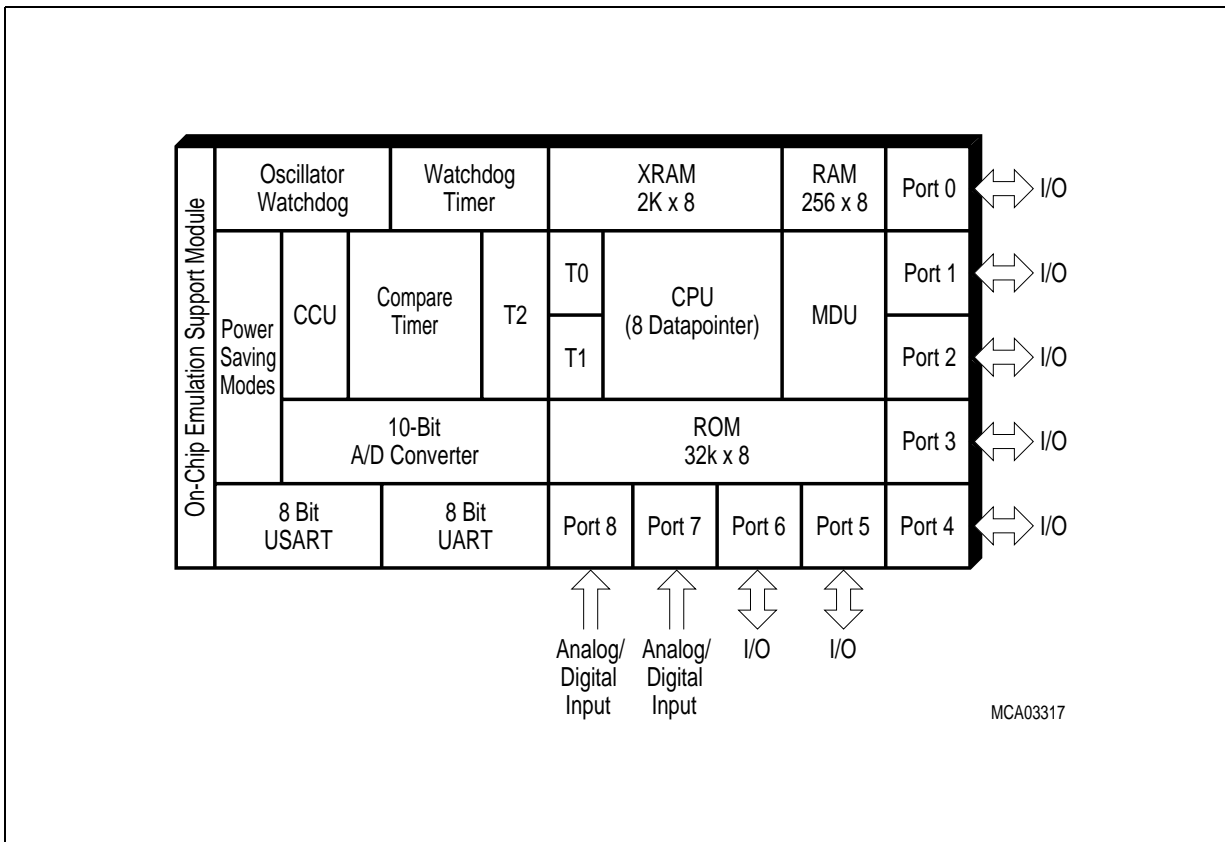 On-Chip Emulation Support Module
Oscillator
Watchdog
Watchdog
Timer
XRAM
2K x 8
RAM
256 x 8
Port 0
I/O
Power
Saving
Modes
CCU
Compare
Timer
T2
T0
T1
CPU
(8 Datapointer)
MDU
Port 1
I/O
Port 2
I/O
10-Bit
A/D Converter
ROM
32k x 8
Port 3
I/O
8 Bit
USART
8 Bit
UART
Port 8
Port 7
Port 6
Port 5
Port 4
I/O
Analog/
Digital
Input
Analog/
Digital
Input
I/O
I/O
MCA03317